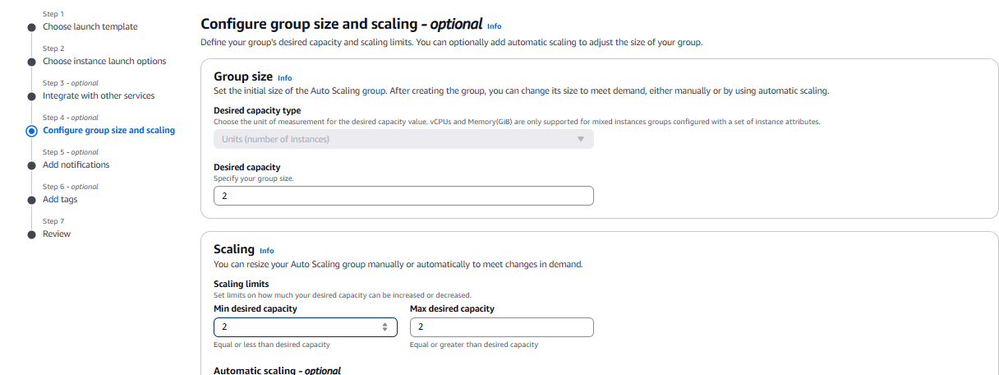 Step 1
Choose launch template
Step 2
Choose instance launch options
Step 3 - optional
Integrate with other services
Step 4 - optional
Configure group size and scaling
Step 5 - optional
Add notifications
Step 6 - optional
Add tags
Step 7
Review
Configure group size and scaling - optional Info
Define your group's desired capacity and scaling limits. You can optionally add automatic scaling to adjust the size of your group.
Group size Info
Set the initial size of the Auto Scaling group. After creating the group, you can change its size to meet demand, either manually or by using automatic scaling.
Desired capacity type
Choose the unit of measurement for the desired capacity value. vCPUs and Memory(GiB) are only supported for mixed instances groups configured with a set of instance attributes.
Units (number of instances)
Desired capacity
Specify your group size.
2
Scaling Info
You can resize your Auto Scaling group manually or automatically to meet changes in demand.
Scaling limits
Set limits on how much your desired capacity can be increased or decreased.
Min desired capacity Max desired capacity
2 2
Equal or less than desired capacity Equal or greater than desired capacity
Automatic scaling - optional